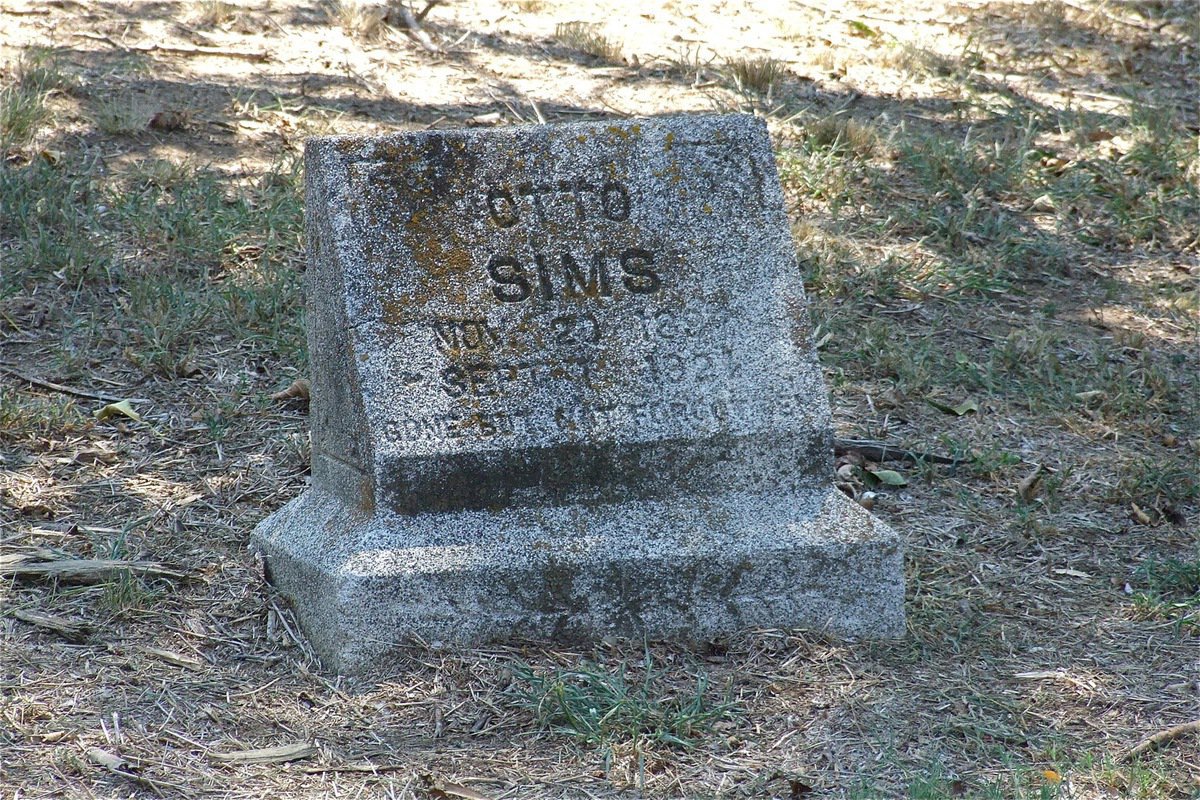 OTTO
SIMS
NOV. 20
SEPT.
GONE BUT NOT FORGOTTEN